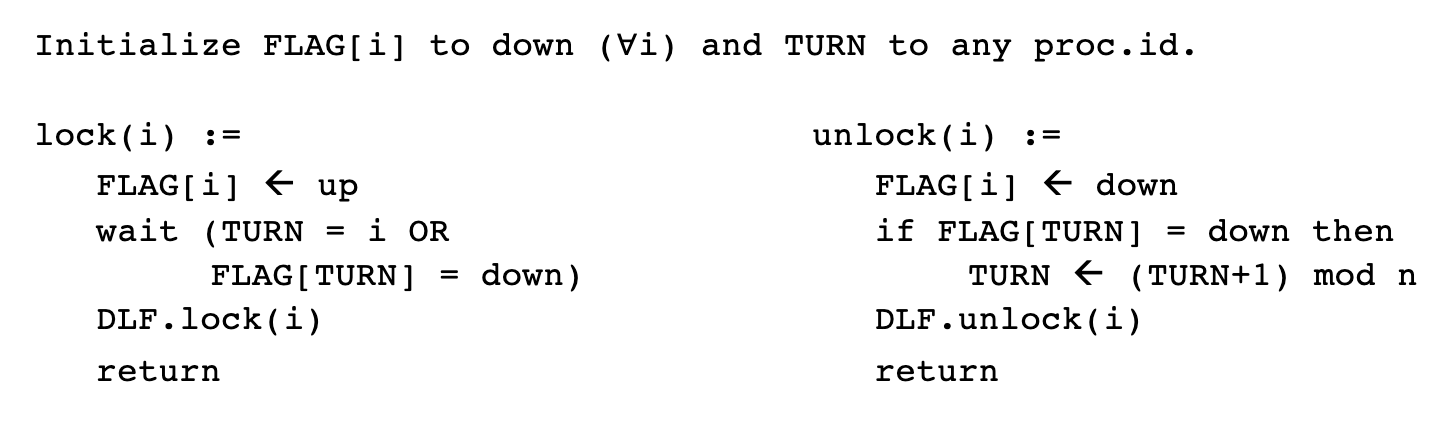 Initialize FLAG[i] to down (∀i) and TURN to any proc.id.
lock(i) :=
FLAG[i] ← up
wait (TURN = i OR
FLAG[TURN] = down)
DLF.lock(i)
return
unlock(i) :=
FLAG[i] ← down
if FLAG[TURN] = down then
TURN ← (TURN+1) mod n
DLF.unlock(i)
return